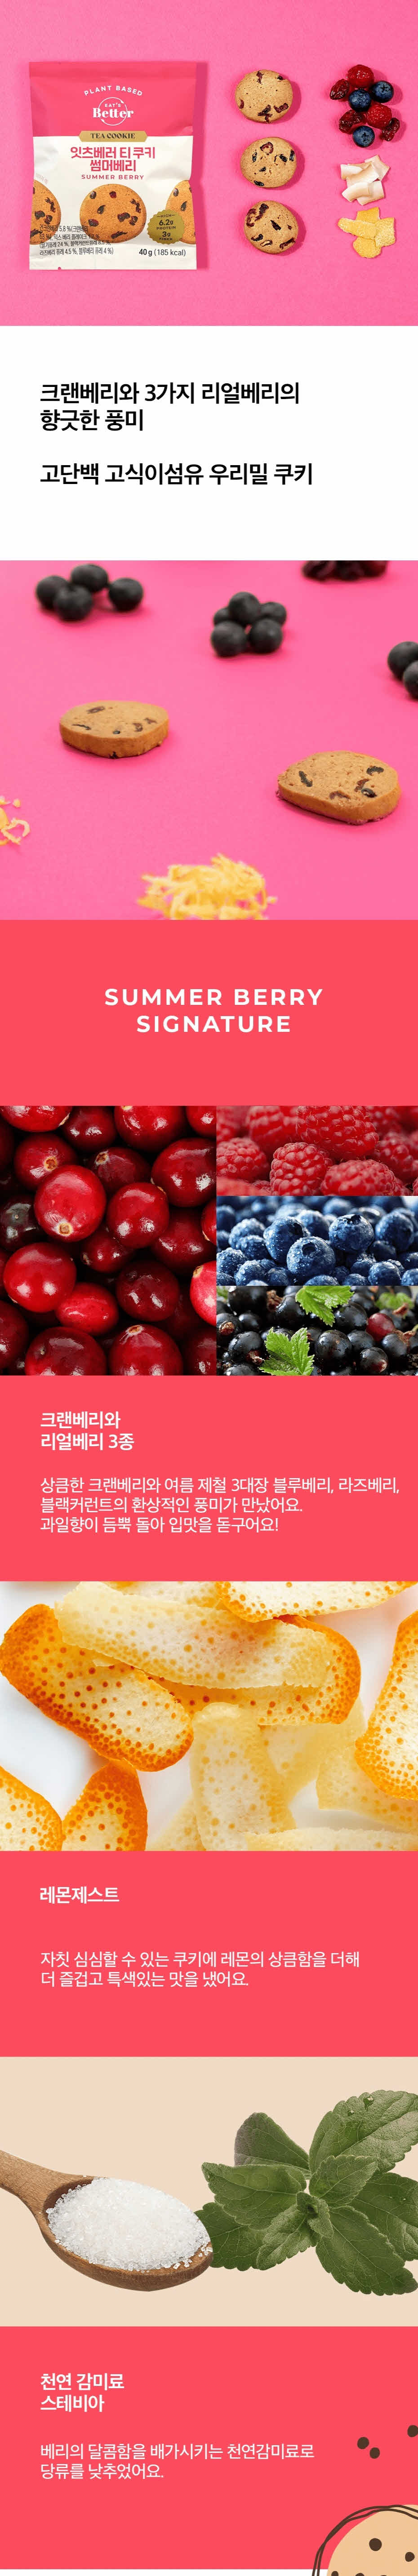 PLANT BASED
EAT'S
Better
TEA COOKIE
잇츠베러 티 쿠키
썸머베리
SUMMER BERRY
6.2g
PROTEIN
3g
40 g (185 kcal)
크랜베리와 3가지 리얼베리의
향긋한 풍미
고단백 고식이섬유 우리밀 쿠키
SUMMER BERRY
SIGNATURE
크랜베리와
리얼베리 3종
상큼한 크랜베리와 여름 제철 3대장 블루베리, 라즈베리,
블랙커런트의 환상적인 풍미가 만났어요.
과일향이 듬뿍 돌아 입맛을 돋구어요!
레몬제스트
자칫 심심할 수 있는 쿠키에 레몬의 상큼함을 더해
더 즐겁고 특색있는 맛을 냈어요.
천연 감미료
스테비아
베리의 달콤함을 배가시키는 천연감미료로
당류를 낮추었어요.